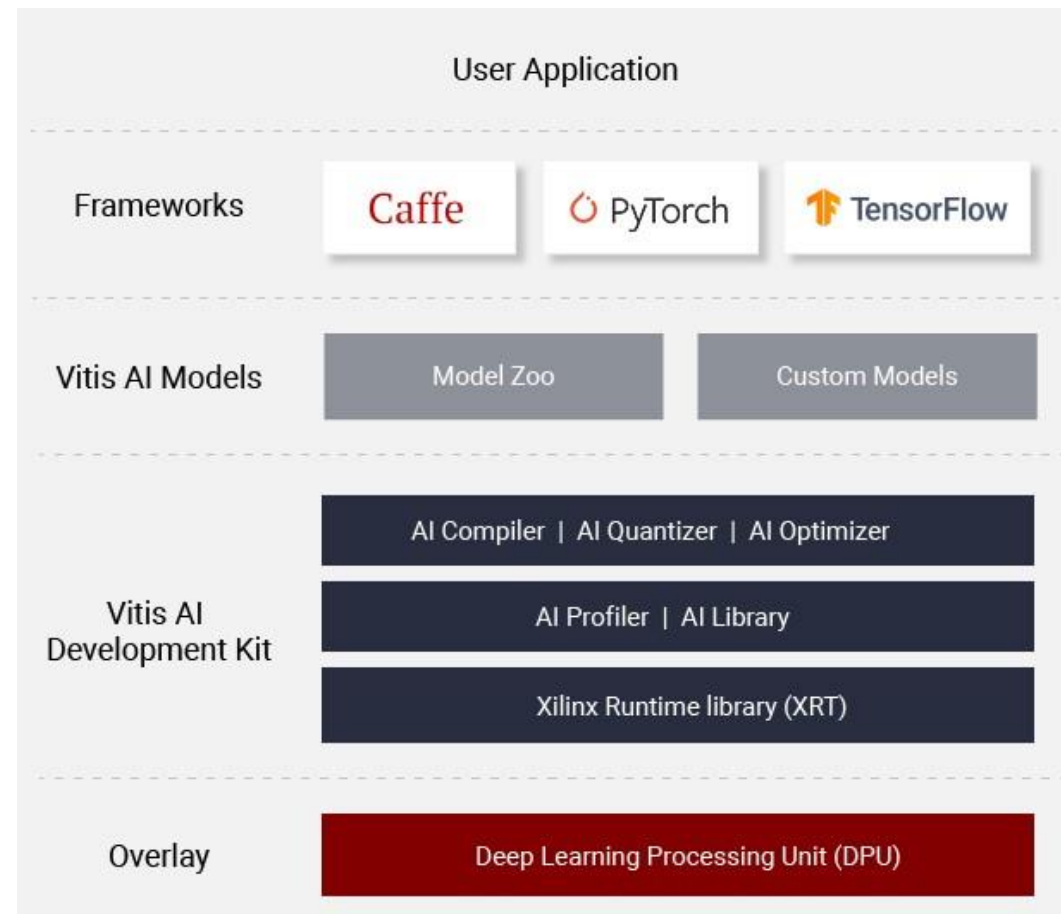 User Application
Frameworks
Caffe
PyTorch
TensorFlow
Vitis AI Models
Model Zoo
Custom Models
Vitis AI
Development Kit
AI Compiler | AI Quantizer | AI Optimizer
AI Profiler | AI Library
Xilinx Runtime library (XRT)
Overlay
Deep Learning Processing Unit (DPU)